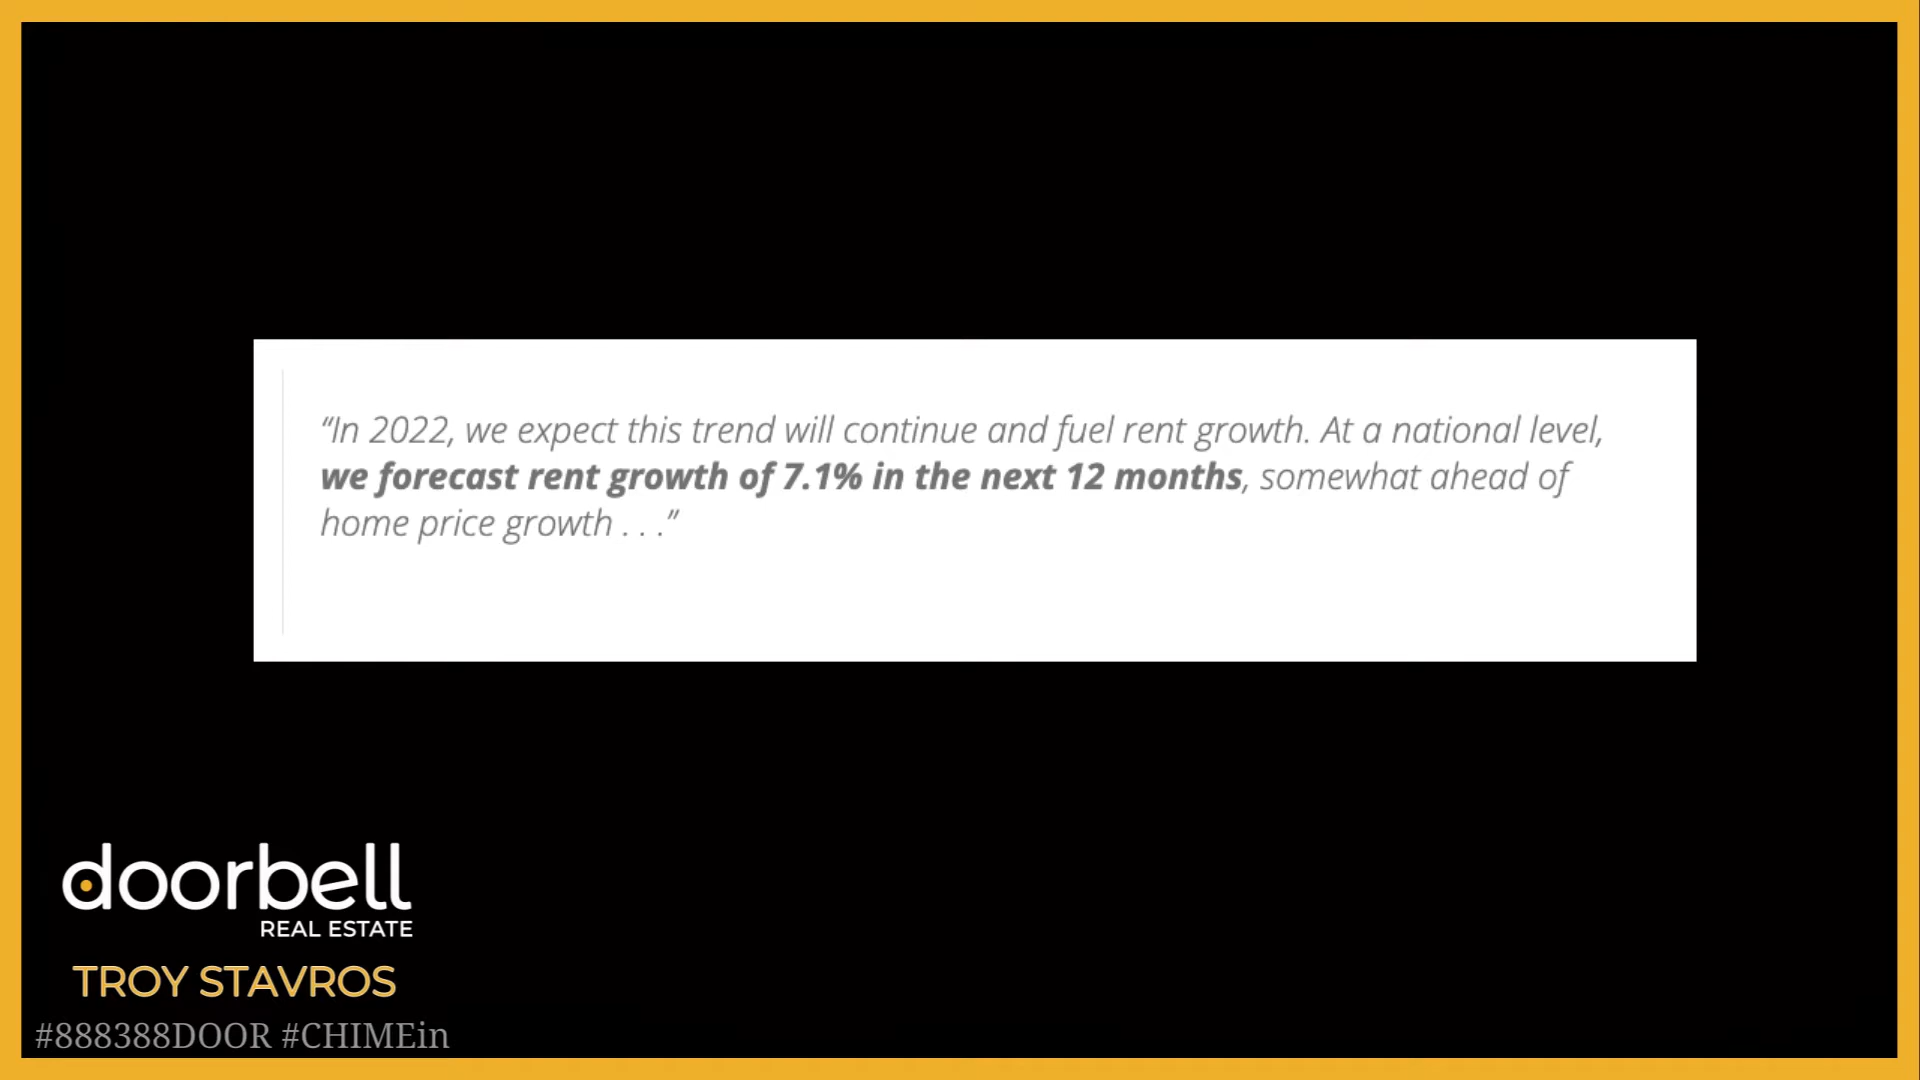 “In 2022, we expect this trend will continue and fuel rent growth. At a national level,
we forecast rent growth of 7.1% in the next 12 months, somewhat ahead of
home price growth . . .”
doorbell
REAL ESTATE
TROY STAVROS
#888388DOOR #CHIMEin